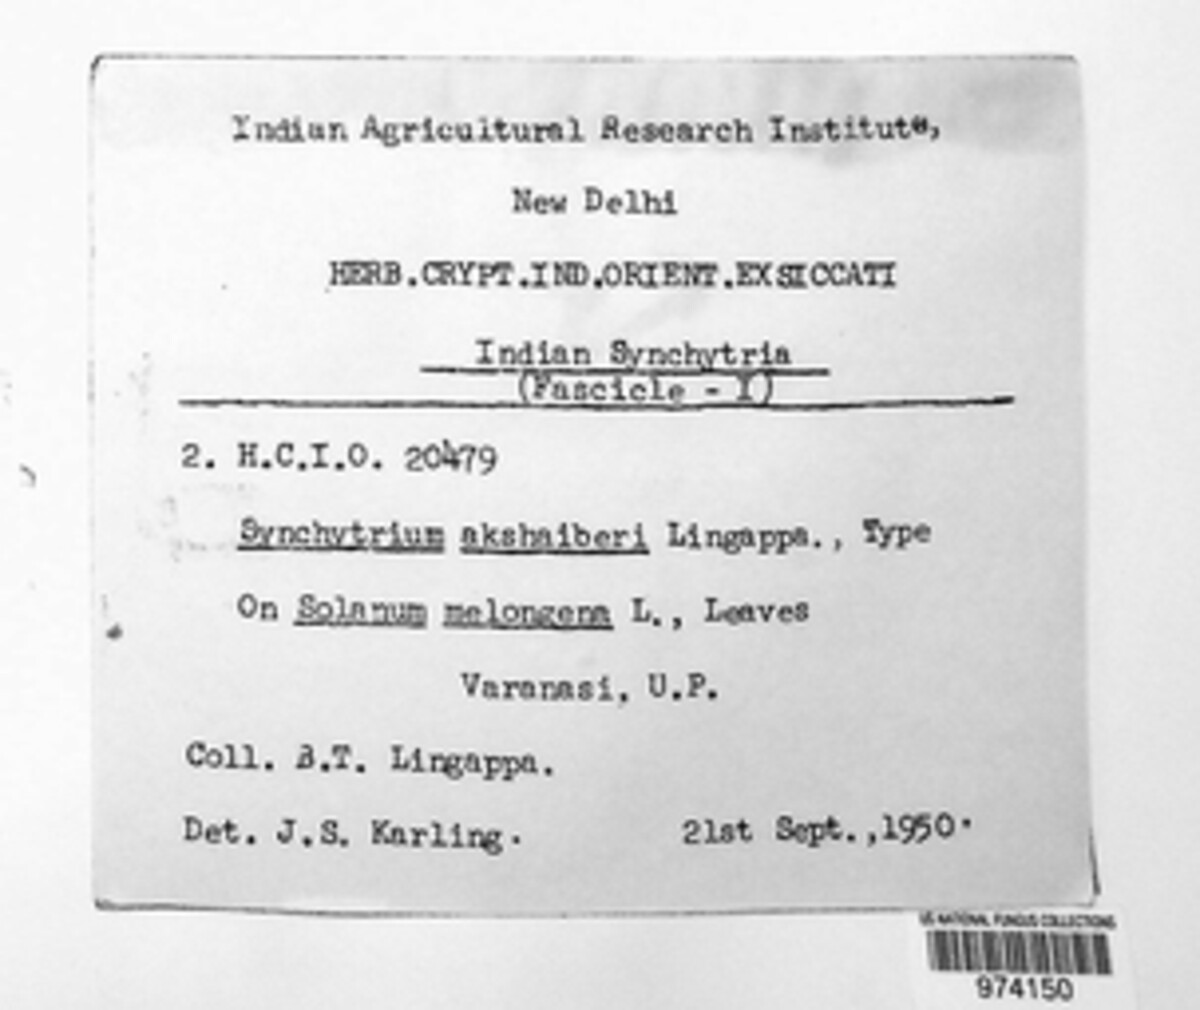 Indian Agricultural Research Institute,
New Delhi
HERB.CRYPT.IND.ORIENT.EXSICCATI
Indian Synchytria
(Fascicle - I)
2. H.C.I.O. 20479
Synchytrium akshaiberi Lingappa., Type
On Solanum melongena L., Leaves
Varanasi, U.P.
Coll. B.T. Lingappa.
Det. J.S. Karling. 21st Sept.,1950.
US NATIONAL FUNGUS COLLECTIONS
974150